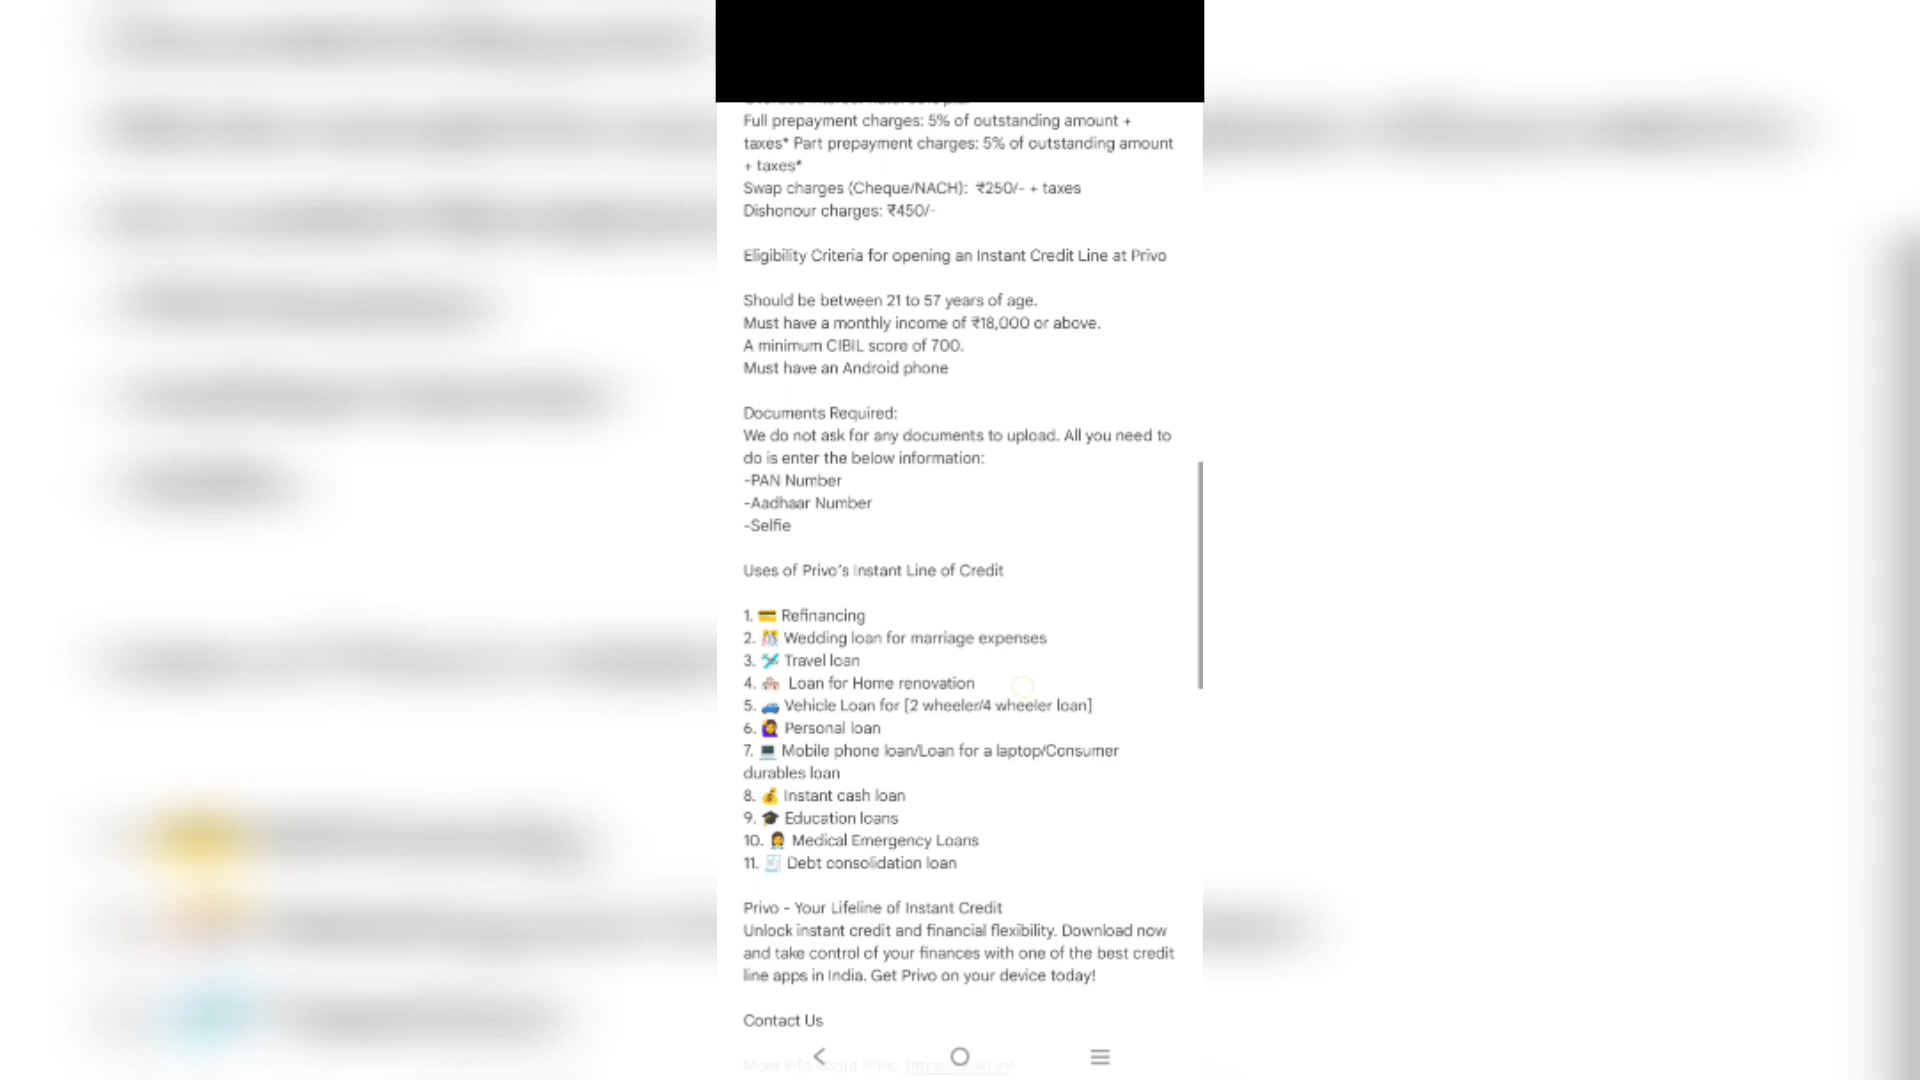 Full prepayment charges: 5% of outstanding amount +
taxes* Part prepayment charges: 5% of outstanding amount
+ taxes*
Swap charges (Cheque/NACH): ₹250/- + taxes
Dishonour charges: ₹450/-
Eligibility Criteria for opening an Instant Credit Line at Privo
Should be between 21 to 57 years of age.
Must have a monthly income of ₹18,000 or above.
A minimum CIBIL score of 700.
Must have an Android phone
Documents Required:
We do not ask for any documents to upload. All you need to
do is enter the below information:
-PAN Number
-Aadhaar Number
-Selfie
Uses of Privo's Instant Line of Credit
1. 💳 Refinancing
2. 🎊 Wedding loan for marriage expenses
3. 🛩 Travel loan
4. 🏘 Loan for Home renovation
5. 🚙 Vehicle Loan for [2 wheeler/4 wheeler loan]
6. 🙋‍♀️ Personal loan
7. 💻 Mobile phone loan/Loan for a laptop/Consumer
durables loan
8. 💰 Instant cash loan
9. 🎓 Education loans
10. 👩‍⚕️ Medical Emergency Loans
11. 🧾 Debt consolidation loan
Privo - Your Lifeline of Instant Credit
Unlock instant credit and financial flexibility. Download now
and take control of your finances with one of the best credit
line apps in India. Get Privo on your device today!
Contact Us
More info about Privo: